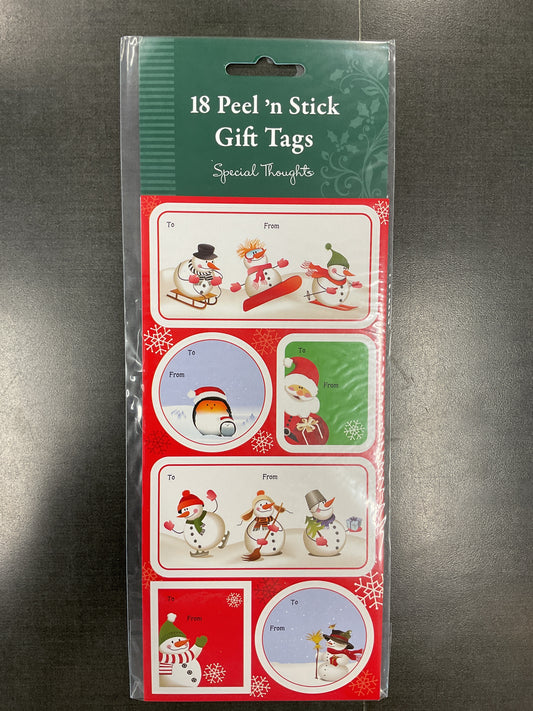 18 Peel 'n Stick
Gift Tags
Special Thoughts
To From
To
From
To
From
To From
To
From
To
From